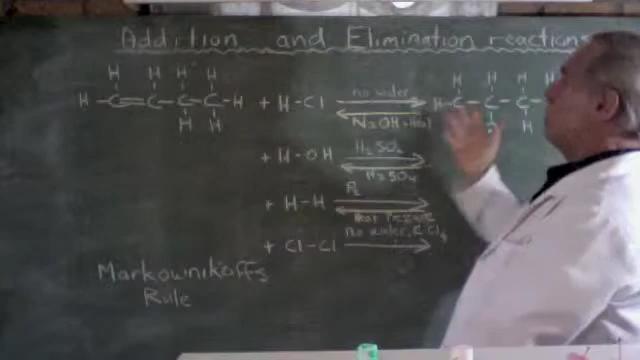 Addition and Elimination reactions
H H H H H H H H
H-C=C-C-C-H + H-Cl no water H-C-C-C-
H H NaOH + Heat H
+ H-OH H2SO4
H2SO4
+ H-H Pt
Heat
+ Cl-Cl no water, CCl4
Markownikoffs
Rule